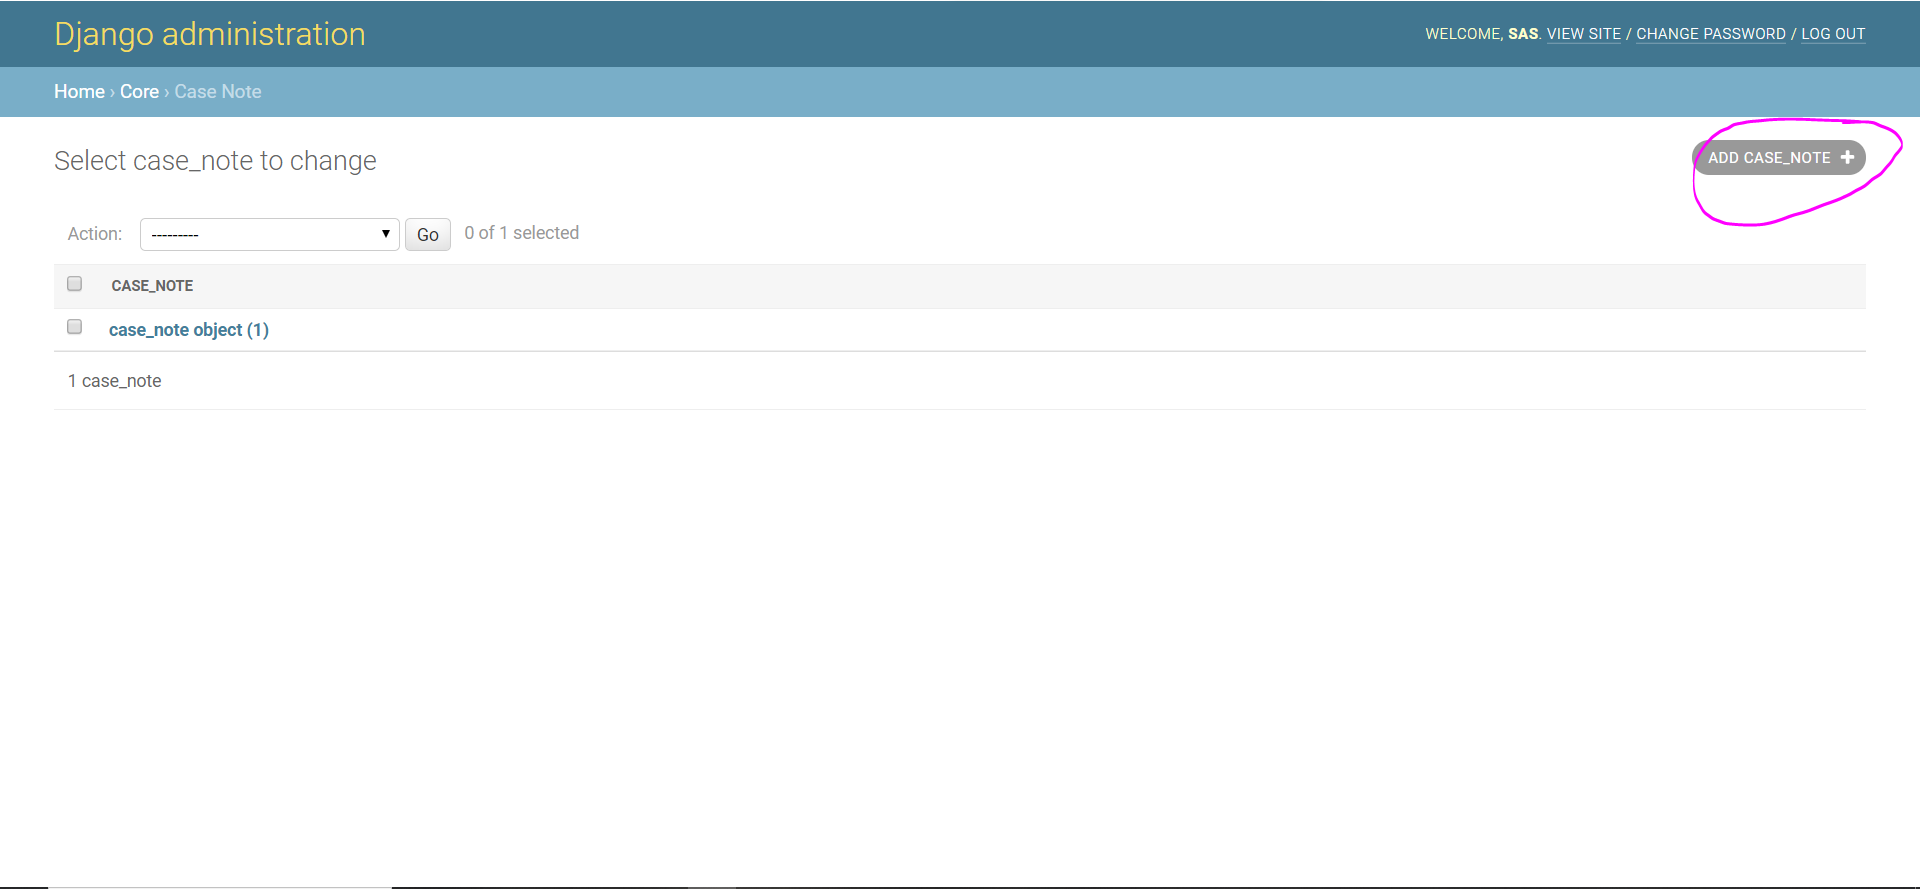 Django administration
WELCOME, SAS. VIEW SITE / CHANGE PASSWORD / LOG OUT
Home › Core › Case Note
Select case_note to change
ADD CASE_NOTE +
Action: --------- Go 0 of 1 selected
CASE_NOTE
case_note object (1)
1 case_note